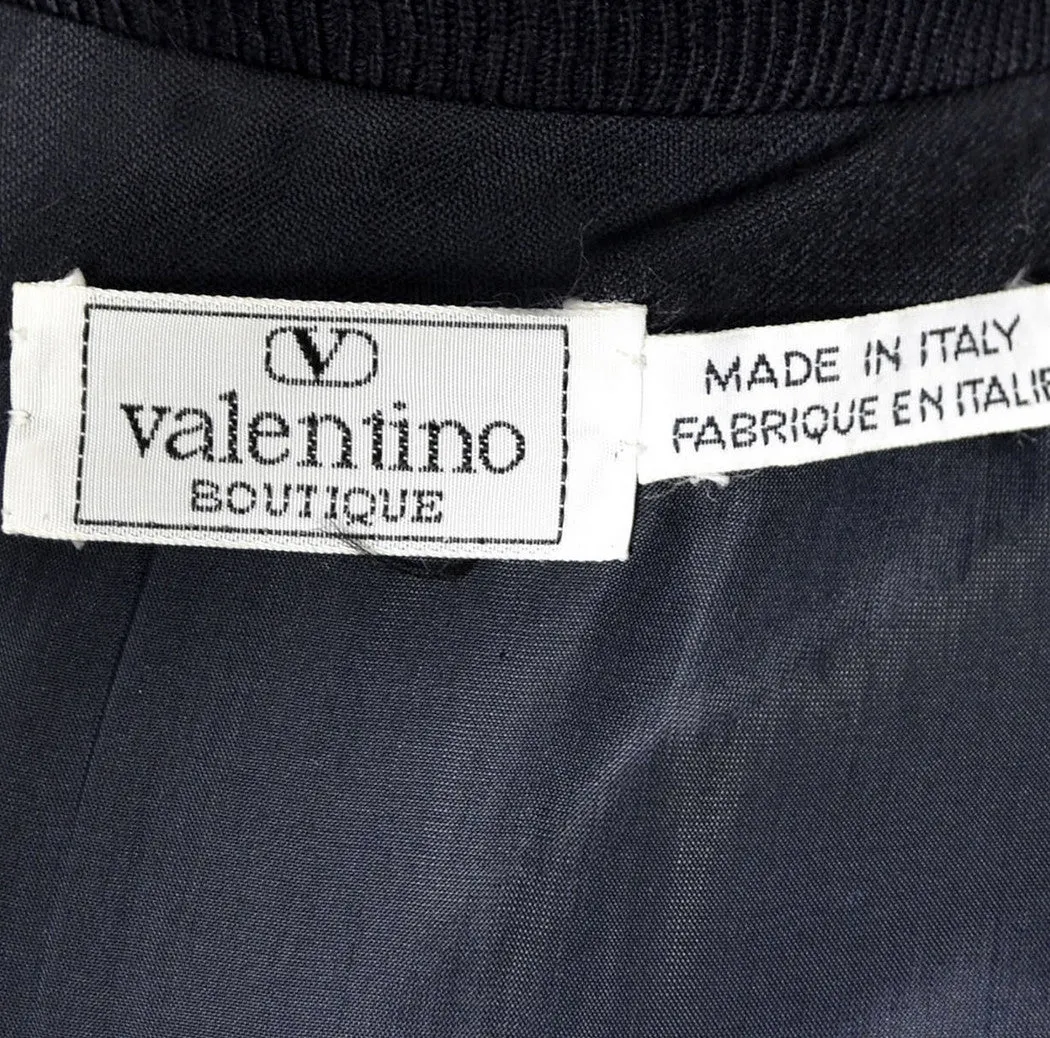 V
valentino
BOUTIQUE
MADE IN ITALY
FABRIQUE EN ITALIE